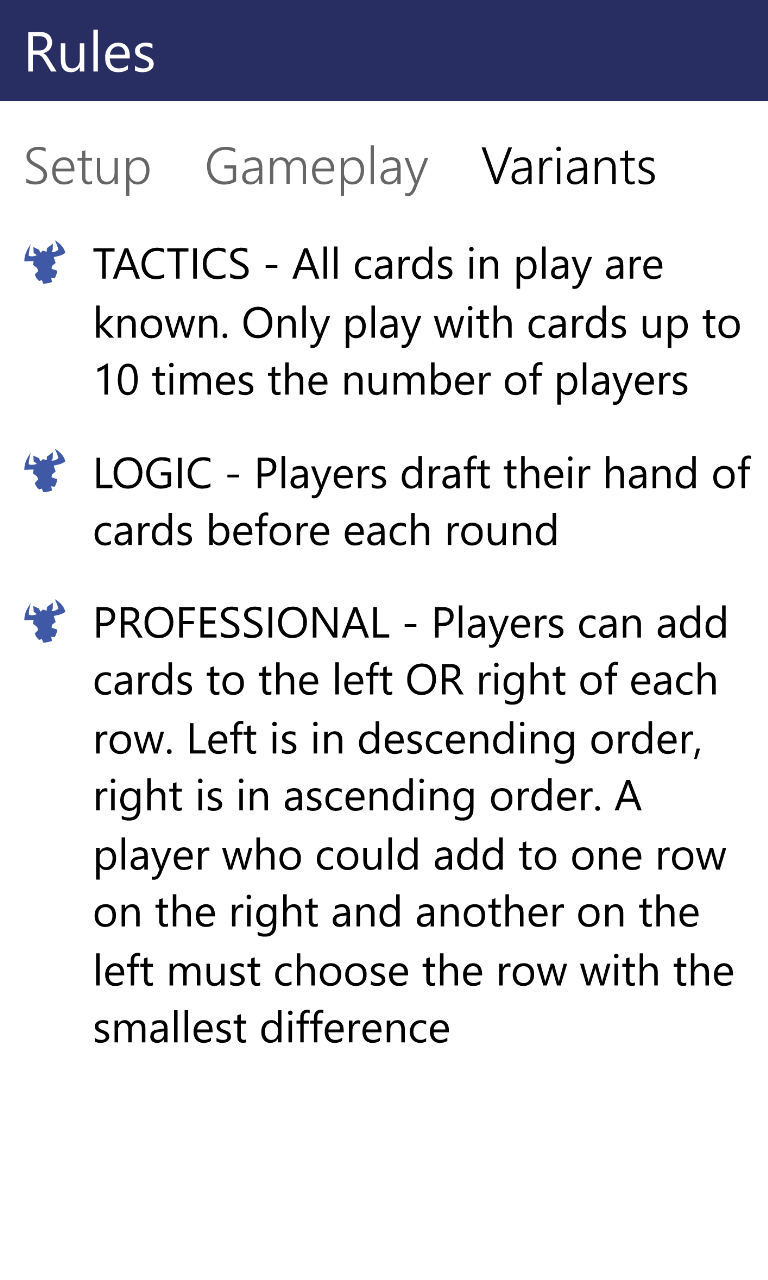 Rules
Setup Gameplay Variants
TACTICS - All cards in play are
known. Only play with cards up to
10 times the number of players
LOGIC - Players draft their hand of
cards before each round
PROFESSIONAL - Players can add
cards to the left OR right of each
row. Left is in descending order,
right is in ascending order. A
player who could add to one row
on the right and another on the
left must choose the row with the
smallest difference